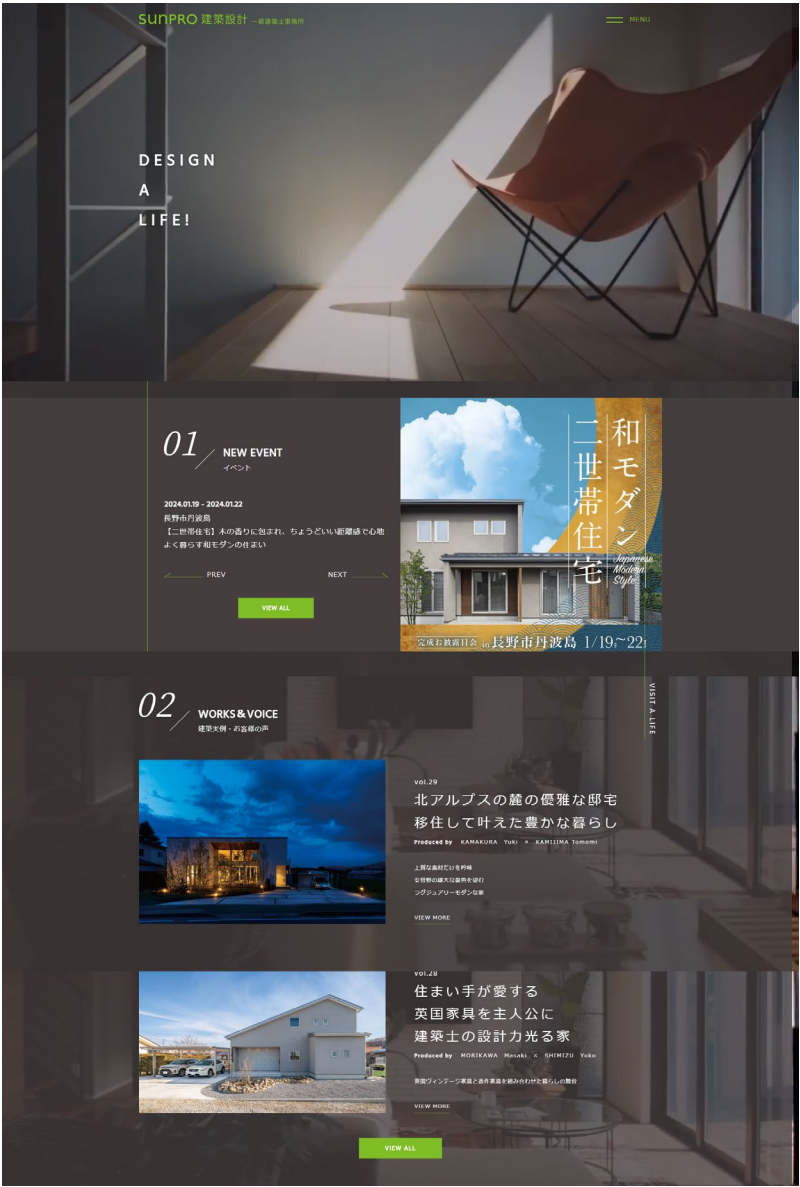 SUNPRO 建築設計 一級建築士事務所
MENU
DESIGN
A
LIFE!
01
NEW EVENT
イベント
2024.01.19 - 2024.01.22
長野市丹波島
【二世帯住宅】木の香りに包まれ、ちょうどいい距離感で心地
よく暮らす和モダンの住まい
PREV
NEXT
VIEW ALL
和モダン
二世帯住宅
Japanese
Modern
Style
完成お披露目会 in 長野市丹波島 1/19~22
VISIT A LIFE
02
WORKS & VOICE
建築実例・お客様の声
vol.29
北アルプスの麓の優雅な邸宅
移住して叶えた豊かな暮らし
Produced by KAMAKURA Yuki × KAMIJIMA Tomomi
上質な素材だけを吟味
安曇野の雄大な景色を望む
ラグジュアリーモダンな家
VIEW MORE
vol.28
住まい手が愛する
英国家具を主人公に
建築士の設計力光る家
Produced by MORIKAWA Masaki × SHIMIZU Yoko
英国ヴィンテージ家具と造作家具を組み合わせた暮らしの舞台
VIEW MORE
VIEW ALL